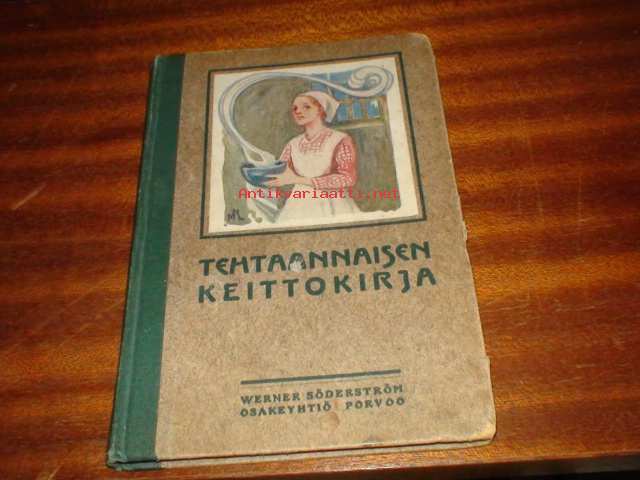 Antikvariaatti.net
TEHTAANNAISEN
KEITTOKIRJA
WERNER SÖDERSTRÖM
OSAKEYHTIÖ PORVOO